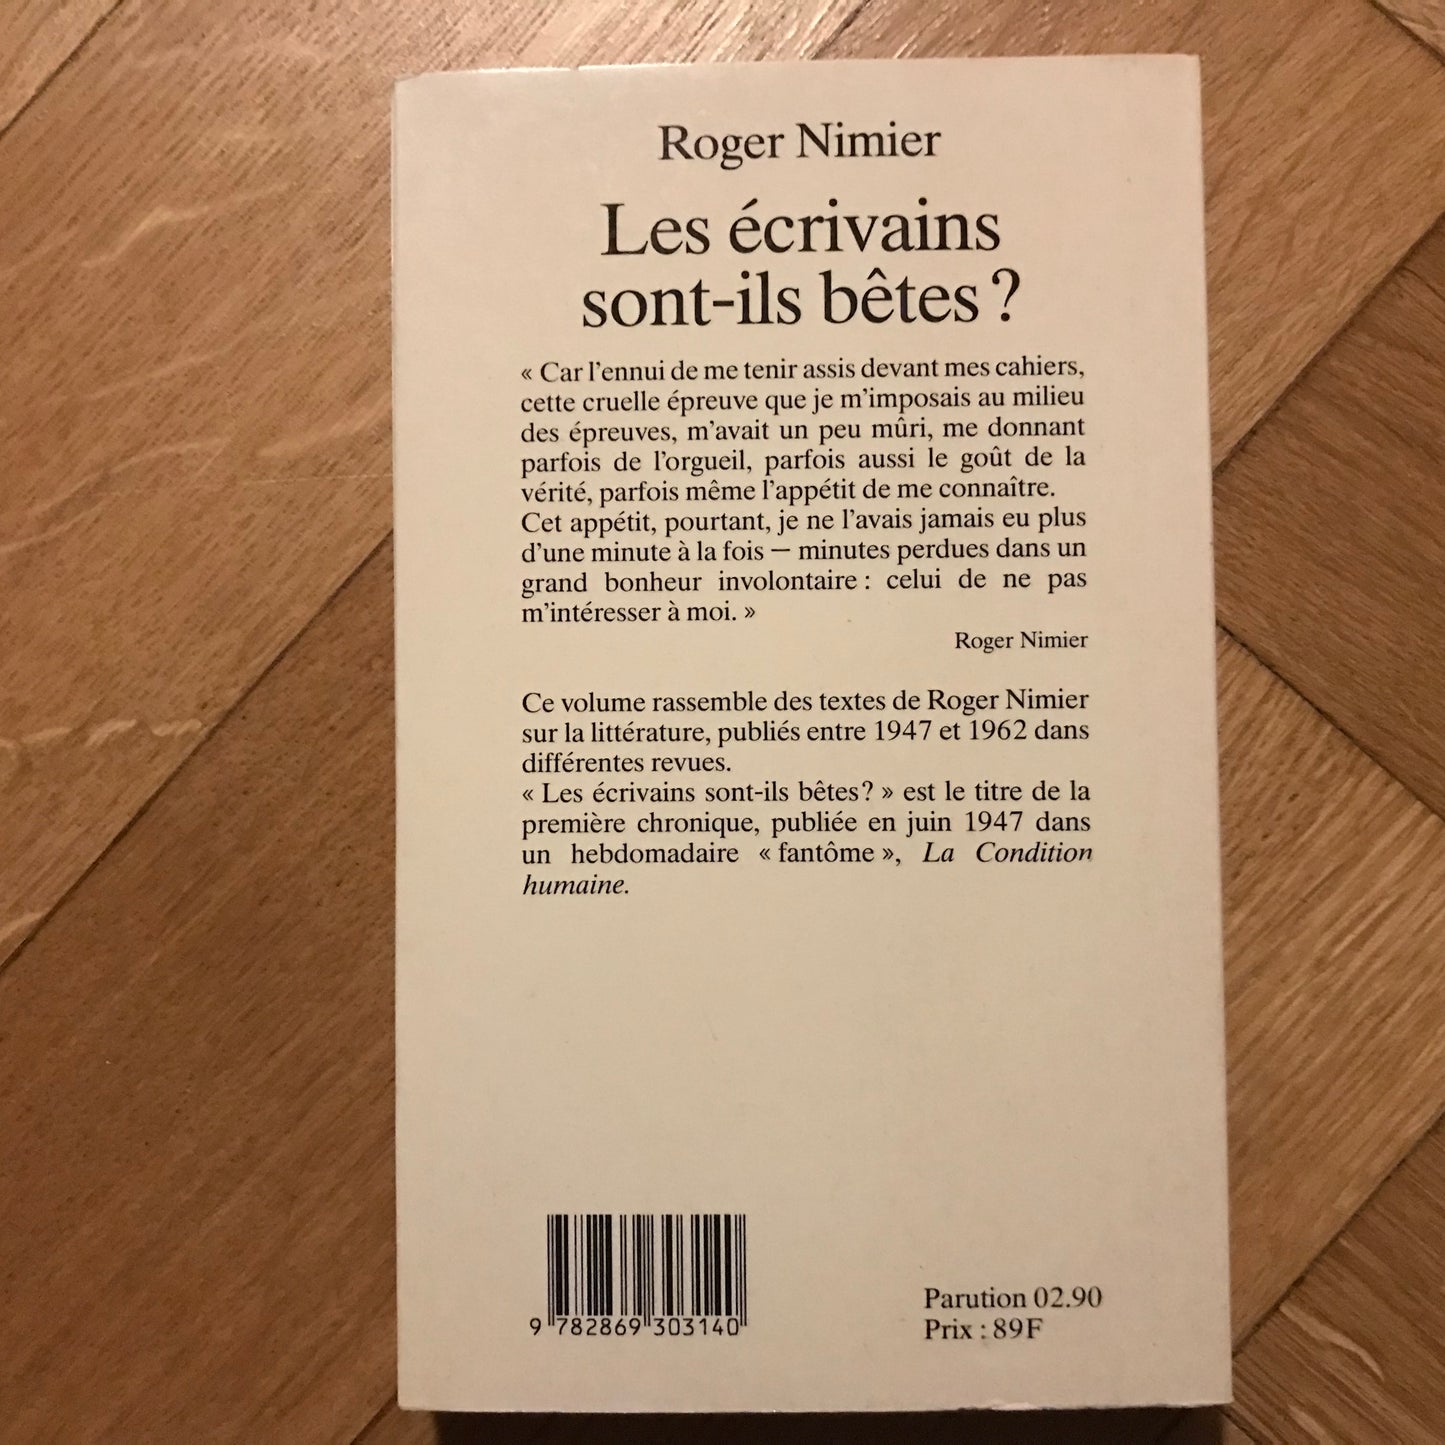 Roger Nimier
Les écrivains
sont-ils bêtes ?
« Car l'ennui de me tenir assis devant mes cahiers,
cette cruelle épreuve que je m'imposais au milieu
des épreuves, m'avait un peu mûri, me donnant
parfois de l'orgueil, parfois aussi le goût de la
vérité, parfois même l'appétit de me connaître.
Cet appétit, pourtant, je ne l'avais jamais eu plus
d'une minute à la fois — minutes perdues dans un
grand bonheur involontaire : celui de ne pas
m'intéresser à moi. »
Roger Nimier
Ce volume rassemble des textes de Roger Nimier
sur la littérature, publiés entre 1947 et 1962 dans
différentes revues.
« Les écrivains sont-ils bêtes ? » est le titre de la
première chronique, publiée en juin 1947 dans
un hebdomadaire « fantôme », La Condition
humaine.
9 782869 303140
Parution 02.90
Prix : 89F